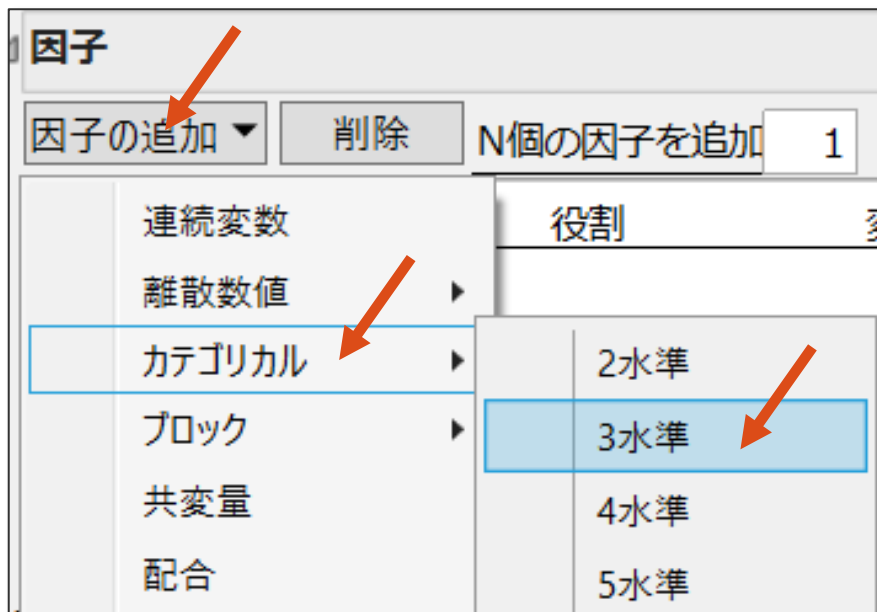 因子
因子の追加 削除 N個の因子を追加 1
連続変数 役割
離散数値
カテゴリカル 2水準
ブロック 3水準
共変量 4水準
配合 5水準